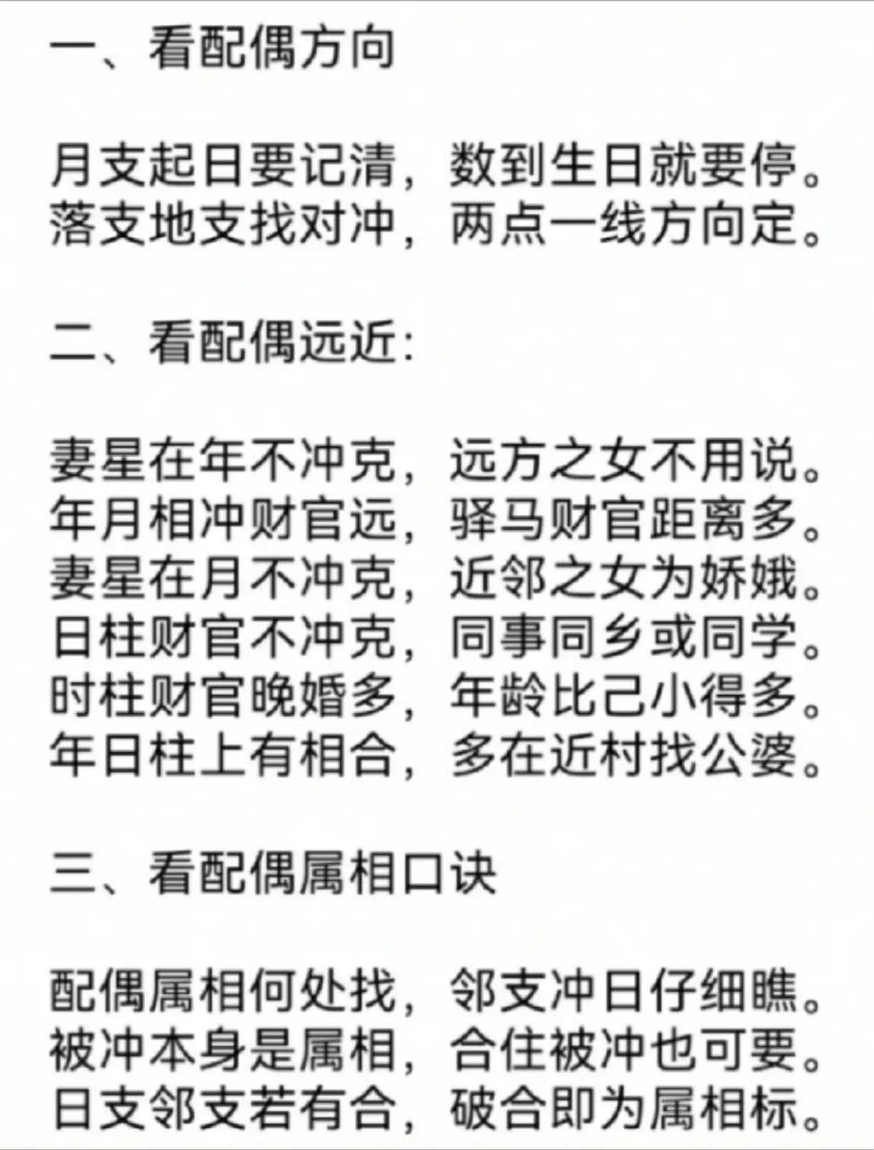 一、看配偶方向
月支起日要记清，数到生日就要停。
落支地支找对冲，两点一线方向定。
二、看配偶远近：
妻星在年不冲克，远方之女不用说。
年月相冲财官远，驿马财官距离多。
妻星在月不冲克，近邻之女为娇娥。
日柱财官不冲克，同事同乡或同学。
时柱财官晚婚多，年龄比己小得多。
年日柱上有相合，多在近村找公婆。
三、看配偶属相口诀
配偶属相何处找，邻支冲日仔细瞧。
被冲本身是属相，合住被冲也可要。
日支邻支若有合，破合即为属相标。